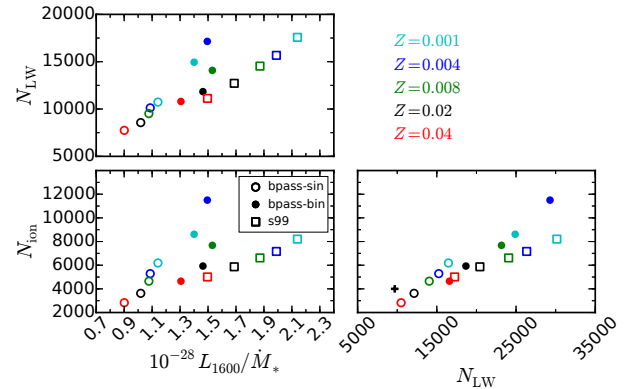 20000
15000
10000
5000
N_LW
Z=0.001
Z=0.004
Z=0.008
Z=0.02
Z=0.04
12000
10000
8000
6000
4000
2000
N_ion
bpass-sin
bpass-bin
s99
0.7 0.9 1.1 1.3 1.5 1.7 1.9 2.1 2.3
10^{-28} L_{1600}/Ṁ_*
5000 15000 25000 35000
N_LW